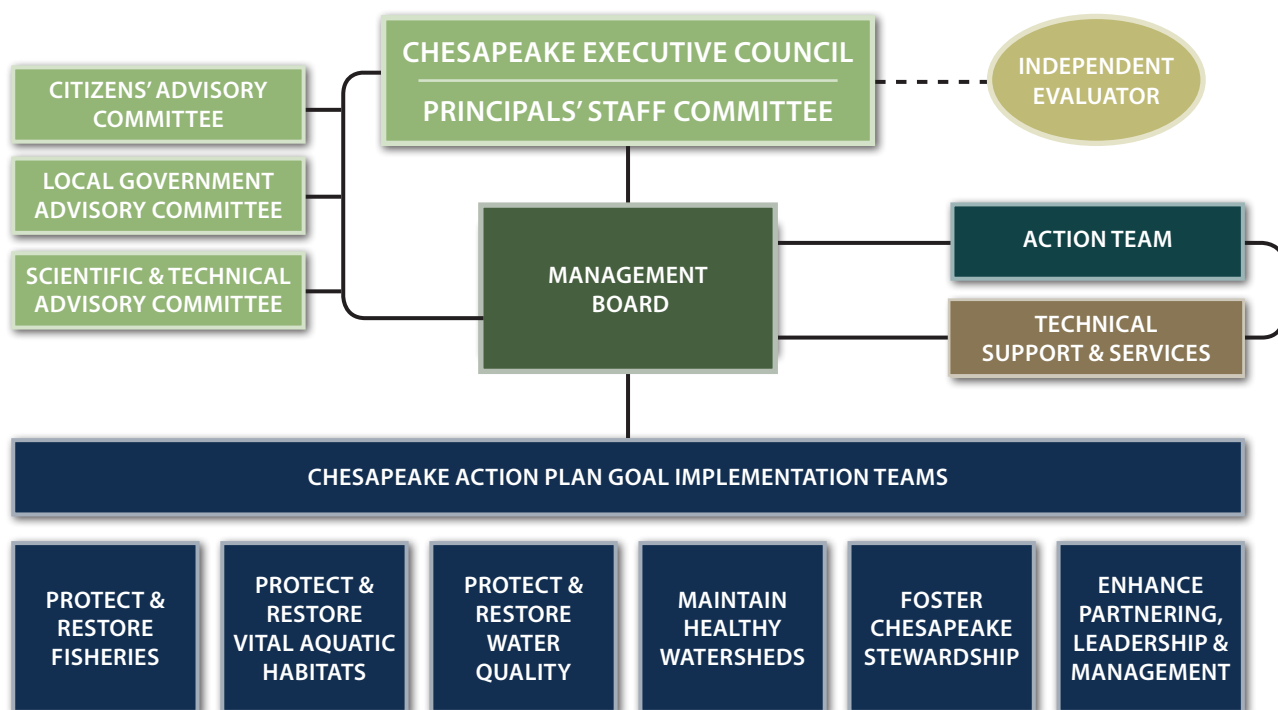 CHESAPEAKE EXECUTIVE COUNCIL
PRINCIPALS’ STAFF COMMITTEE
INDEPENDENT
EVALUATOR
CITIZENS’ ADVISORY
COMMITTEE
LOCAL GOVERNMENT
ADVISORY COMMITTEE
SCIENTIFIC & TECHNICAL
ADVISORY COMMITTEE
MANAGEMENT
BOARD
ACTION TEAM
TECHNICAL
SUPPORT & SERVICES
CHESAPEAKE ACTION PLAN GOAL IMPLEMENTATION TEAMS
PROTECT &
RESTORE
FISHERIES
PROTECT &
RESTORE
VITAL AQUATIC
HABITATS
PROTECT &
RESTORE
WATER
QUALITY
MAINTAIN
HEALTHY
WATERSHEDS
FOSTER
CHESAPEAKE
STEWARDSHIP
ENHANCE
PARTNERING,
LEADERSHIP &
MANAGEMENT